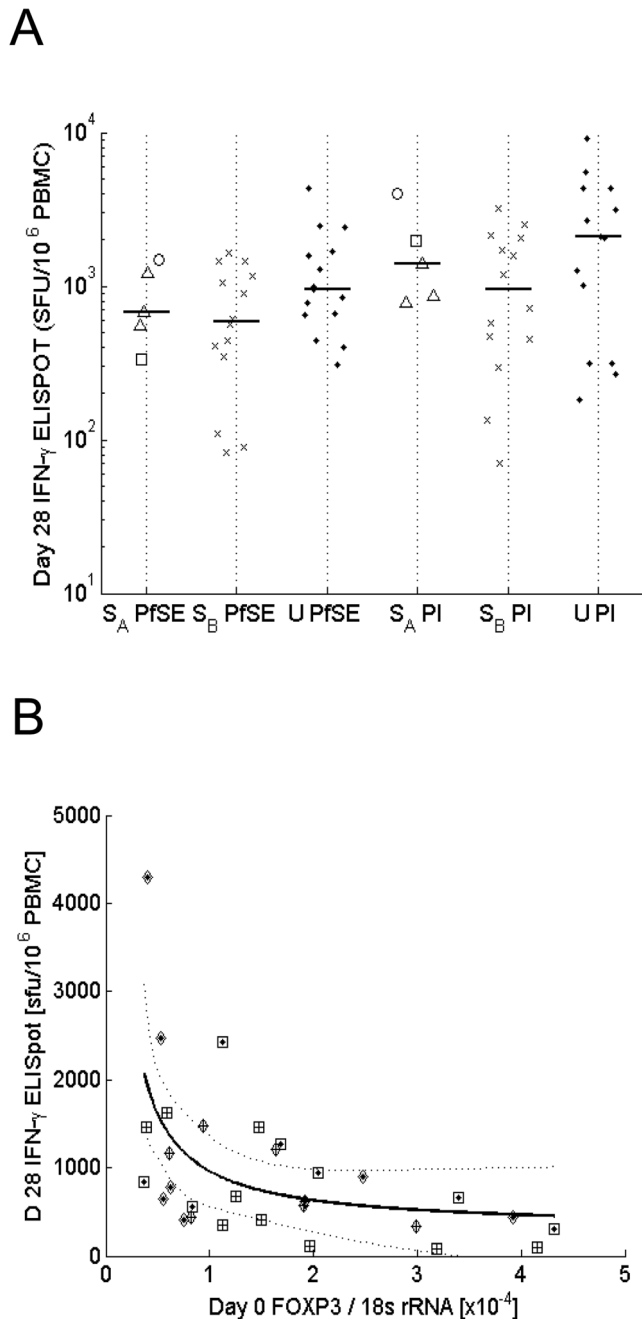 A
Day 28 IFN-γ ELISPOT (SFU/10^6 PBMC)
10^4
10^3
10^2
10^1
S_A PfSE S_B PfSE U PfSE S_A PI S_B PI U PI
B
D 28 IFN-γ ELISpot [sfu/10^6 PBMC]
5000
4000
3000
2000
1000
0
0 1 2 3 4 5
Day 0 FOXP3 / 18s rRNA [x10^-4]